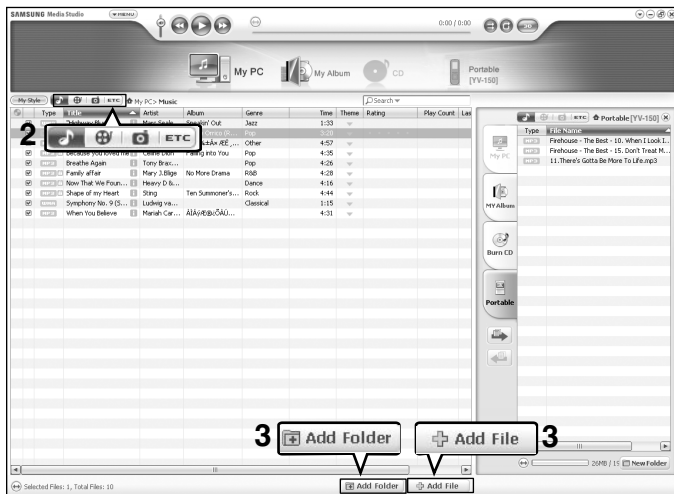 SAMSUNG Media Studio
MENU
0:00 / 0:00
3D
My PC
My Album
CD
Portable
[YV-150]
My Style
ETC
My PC> Music
Search
Type Title Artist Album Genre Time Theme Rating Play Count Las
Speakin' Out Jazz 1:33
Pop 3:28
Other 4:57
Because you loved me Celine Dion Falling into You Pop 4:35
Breathe Again Tony Brax... Pop 4:26
Family affair Mary J.Blige No More Drama R&B 4:28
Now That We Foun... Heavy D &... Dance 4:16
Shape of my Heart Sting Ten Summoner's... Rock 4:44
Symphony No. 9 (S... Ludwig va... Classical 1:15
When You Believe Mariah Car... 4:31
2
ETC
ETC Portable [YV-150]
Type File Name
Firehouse - The Best - 10. When I Look I...
Firehouse - The Best - 15. Don't Treat M...
11.There's Gotta Be More To Life.mp3
My PC
MY Album
Burn CD
Portable
3 Add Folder
Add File 3
26MB / 19
New Folder
Selected Files: 1, Total Files: 10
Add Folder
Add File